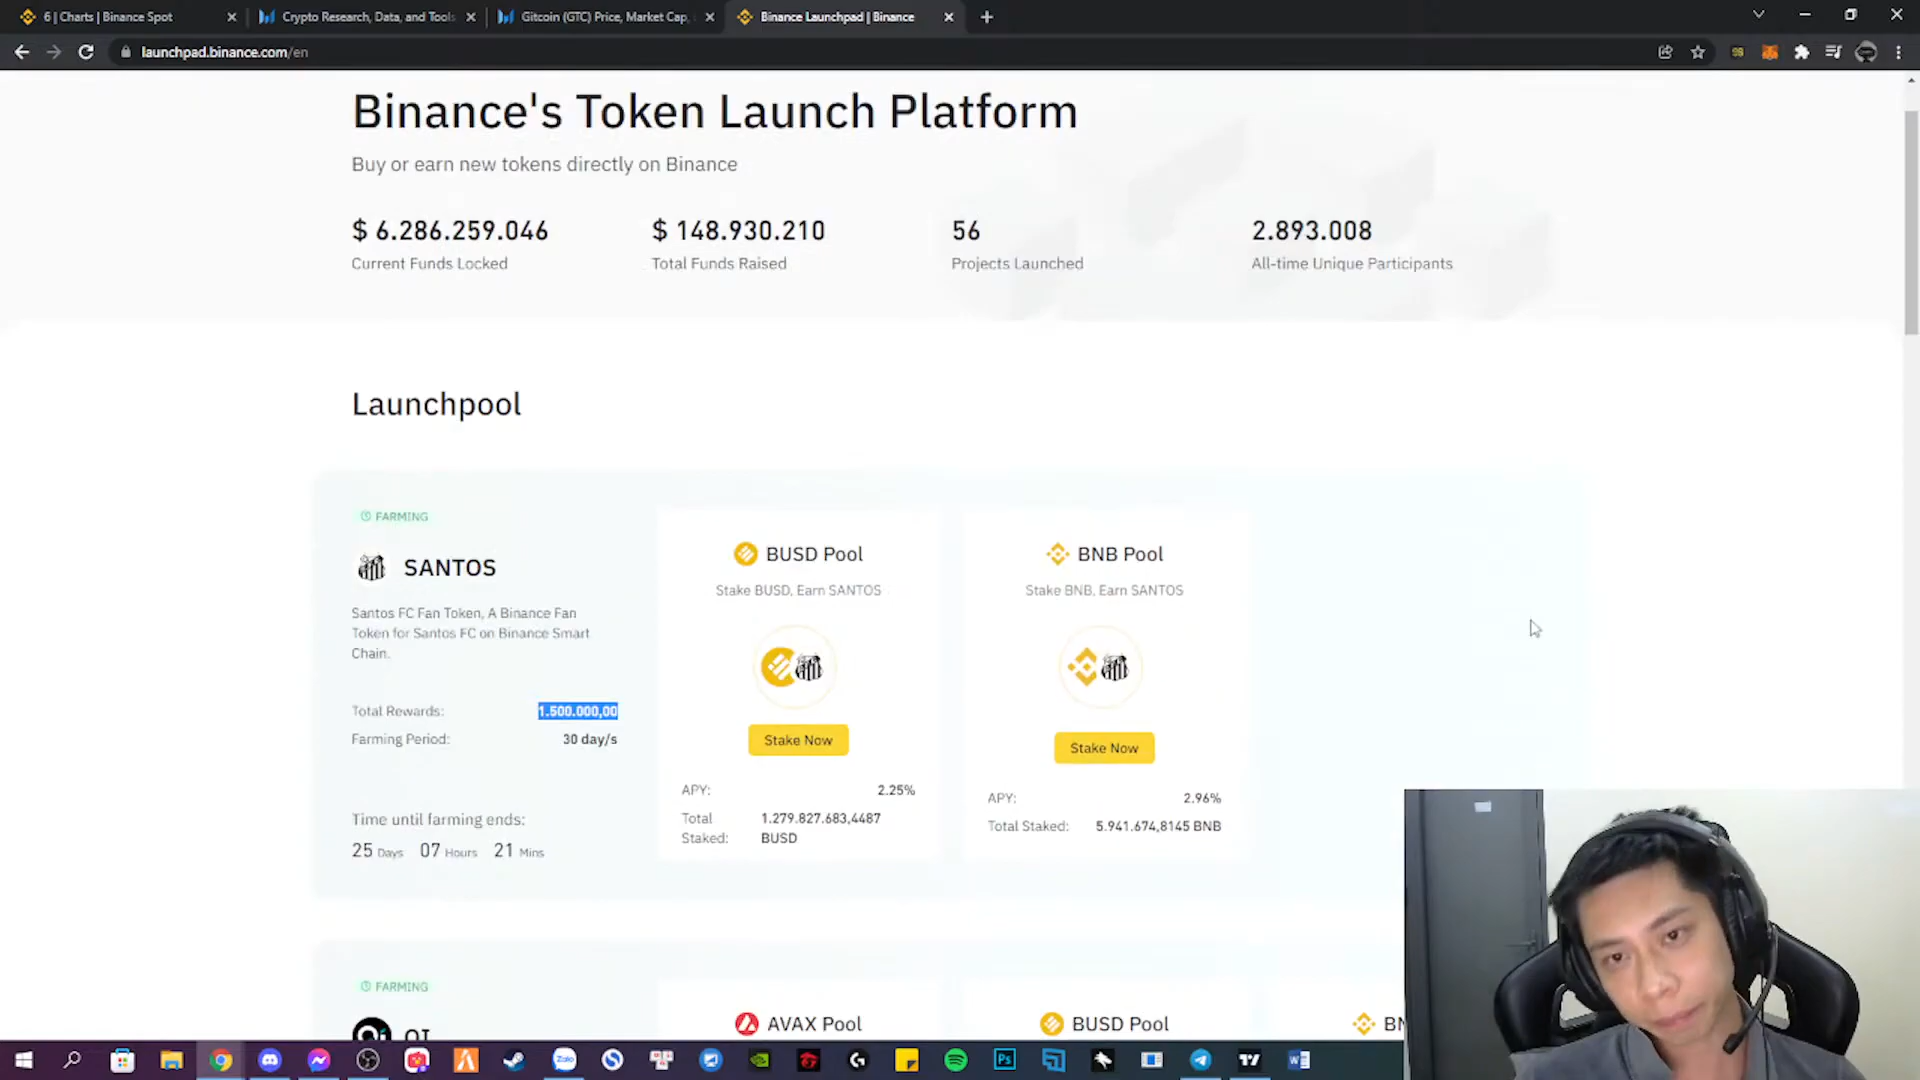 6 | Charts | Binance Spot
Crypto Research, Data, and Tools
Gitcoin (GTC) Price, Market Cap,
Binance Launchpad | Binance
launchpad.binance.com/en
Binance's Token Launch Platform
Buy or earn new tokens directly on Binance
$ 6.286.259.046
$ 148.930.210
56
2.893.008
Current Funds Locked
Total Funds Raised
Projects Launched
All-time Unique Participants
Launchpool
FARMING
SANTOS
Santos FC Fan Token, A Binance Fan
Token for Santos FC on Binance Smart
Chain.
Total Rewards: 1.500.000,00
Farming Period: 30 day/s
Time until farming ends:
25 Days 07 Hours 21 Mins
BUSD Pool
Stake BUSD, Earn SANTOS
Stake Now
APY: 2.25%
Total Staked: 1.279.827.683,4487 BUSD
BNB Pool
Stake BNB, Earn SANTOS
Stake Now
APY: 2.96%
Total Staked: 5.941.674,8145 BNB
FARMING
QI
AVAX Pool
BUSD Pool
Zalo
Ps